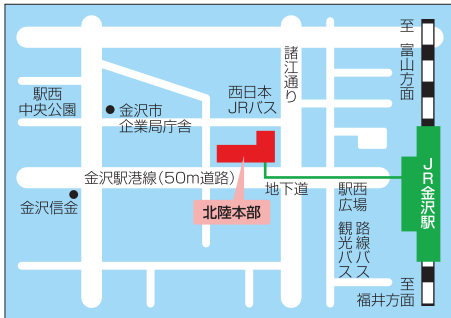 至
富山方面
諸江通り
駅西
中央公園
西日本
JRバス
金沢市
企業局庁舎
JR金沢駅
金沢駅港線(50m道路)
地下道
駅西
広場
金沢信金
北陸本部
路線バス
観光バス
至
福井方面